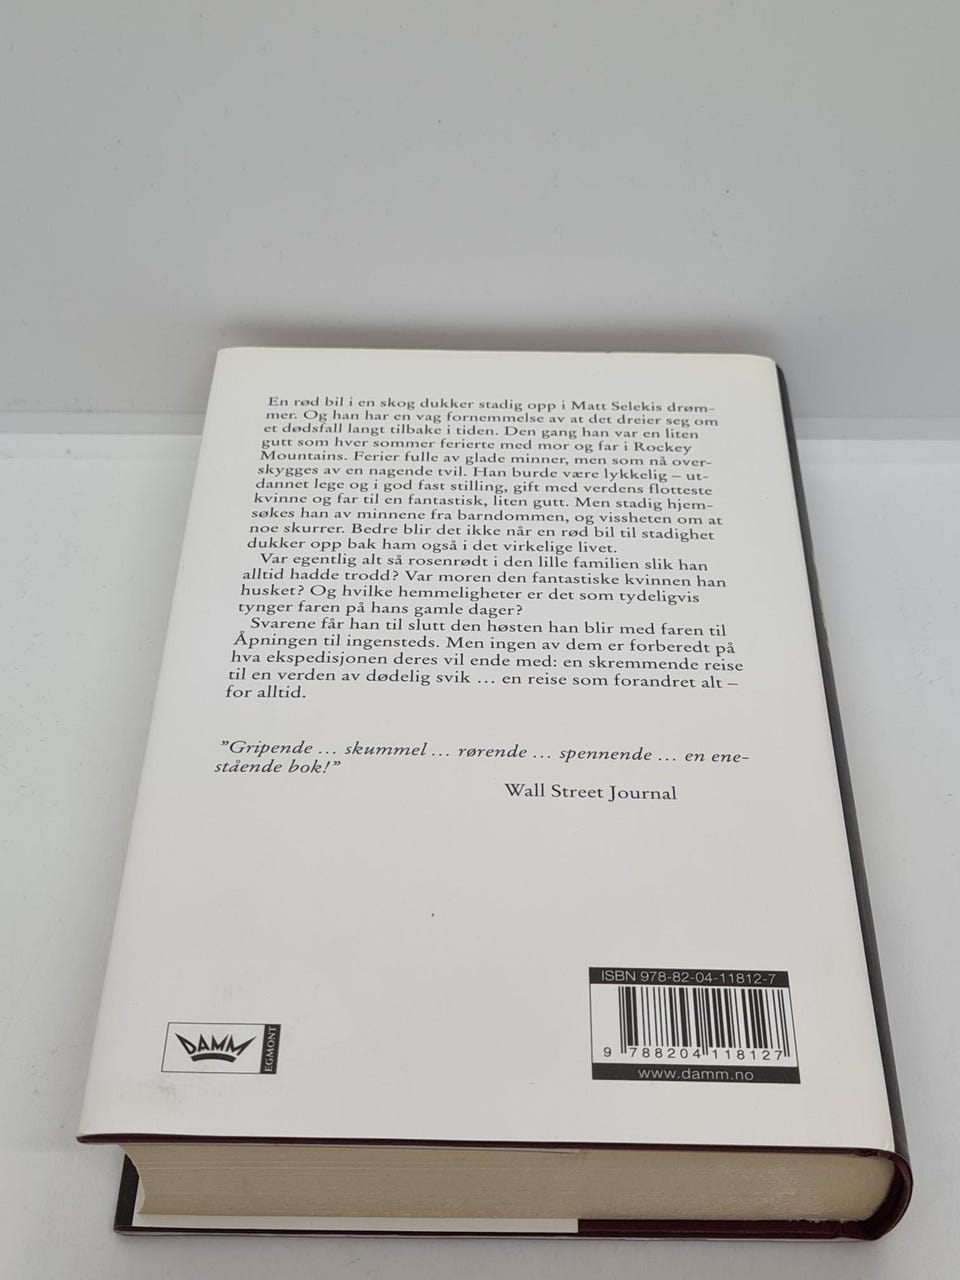 En rød bil i en skog dukker stadig opp i Matt Selekis drøm-
mer. Og han har en vag fornemmelse av at det dreier seg om
et dødsfall langt tilbake i tiden. Den gang han var en liten
gutt som hver sommer ferierte med mor og far i Rockey
Mountains. Ferier fulle av glade minner, men som nå over-
skygges av en nagende tvil. Han burde være lykkelig – ut-
dannet lege og i god fast stilling, gift med verdens flotteste
kvinne og far til en fantastisk, liten gutt. Men stadig hjem-
søkes han av minnene fra barndommen, og vissheten om at
noe skurrer. Bedre blir det ikke når en rød bil til stadighet
dukker opp bak ham også i det virkelige livet.
Var egentlig alt så rosenrødt i den lille familien slik han
alltid hadde trodd? Var moren den fantastiske kvinnen han
husket? Og hvilke hemmeligheter er det som tydeligvis
tynger faren på hans gamle dager?
Svarene får han til slutt den høsten han blir med faren til
Åpningen til ingensteds. Men ingen av dem er forberedt på
hva ekspedisjonen deres vil ende med: en skremmende reise
til en verden av dødelig svik ... en reise som forandret alt –
for alltid.
”Gripende ... skummel ... rørende ... spennende ... en ene-
stående bok!”
Wall Street Journal
ISBN 978-82-04-11812-7
9 788204 118127
www.damm.no
DAMM
EGMONT